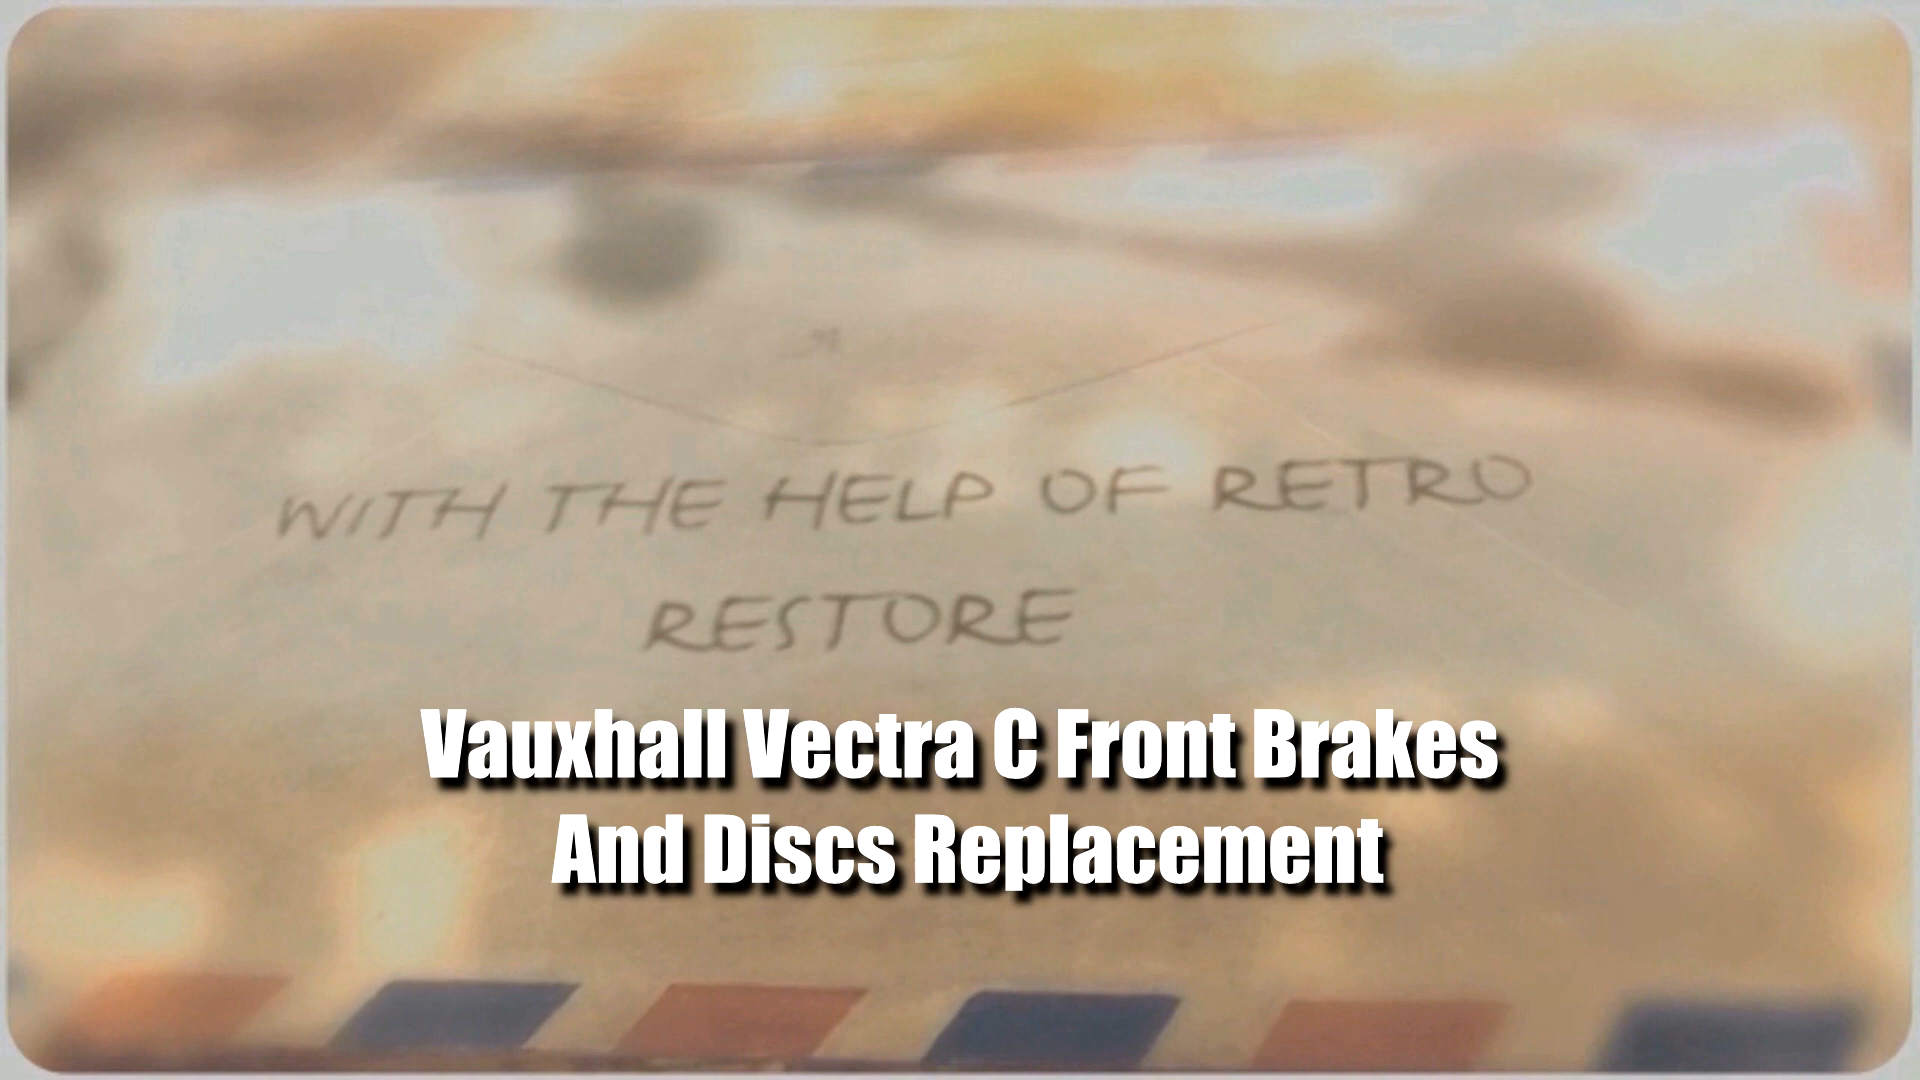 WITH THE HELP OF RETRO
RESTORE
Vauxhall Vectra C Front Brakes
And Discs Replacement